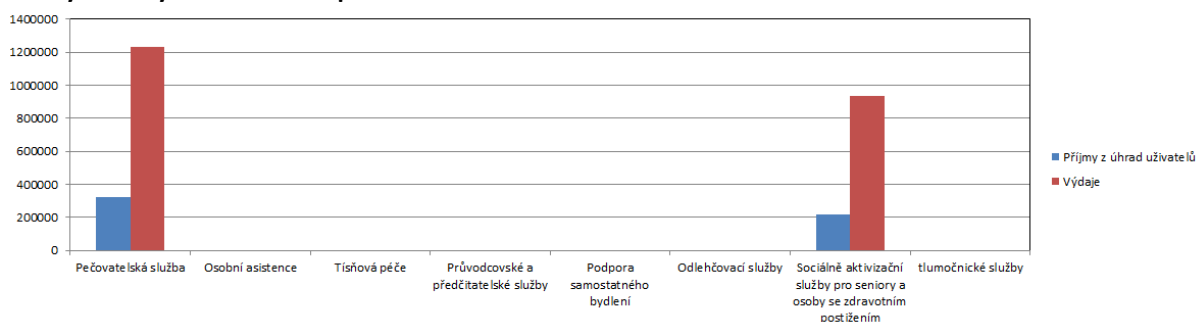 1400000
1200000
1000000
800000
600000
400000
200000
0
Pečovatelská služba
Osobní asistence
Tísňová péče
Průvodcovské a
předčitatelské služby
Podpora
samostatného
bydlení
Odlehčovací služby
Sociálně aktivizační
služby pro seniory a
osoby se zdravotním
postižením
tlumočnické služby
Příjmy z úhrad uživatelů
Výdaje